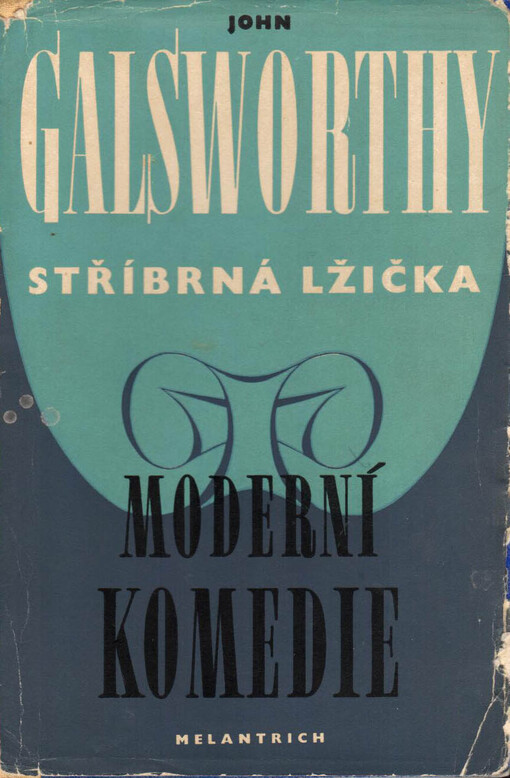 JOHN
GALSWORTHY
STŘÍBRNÁ LŽIČKA
MODERNÍ
KOMEDIE
MELANTRICH